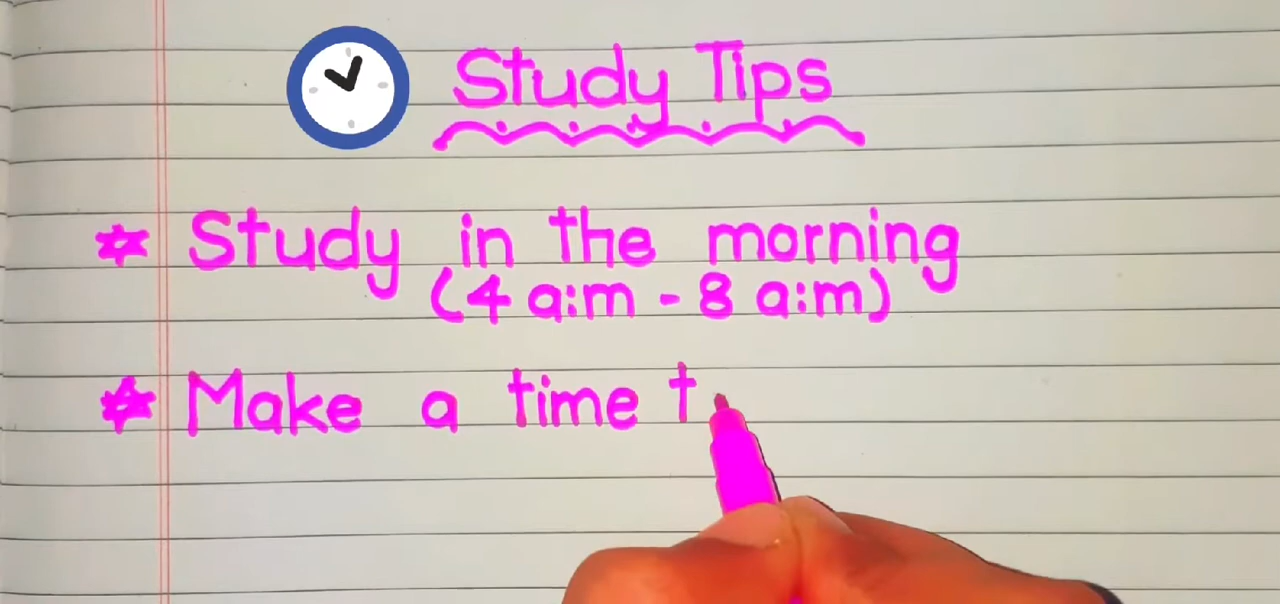 Study Tips
Study in the morning
(4 a:m - 8 a:m)
Make a time t